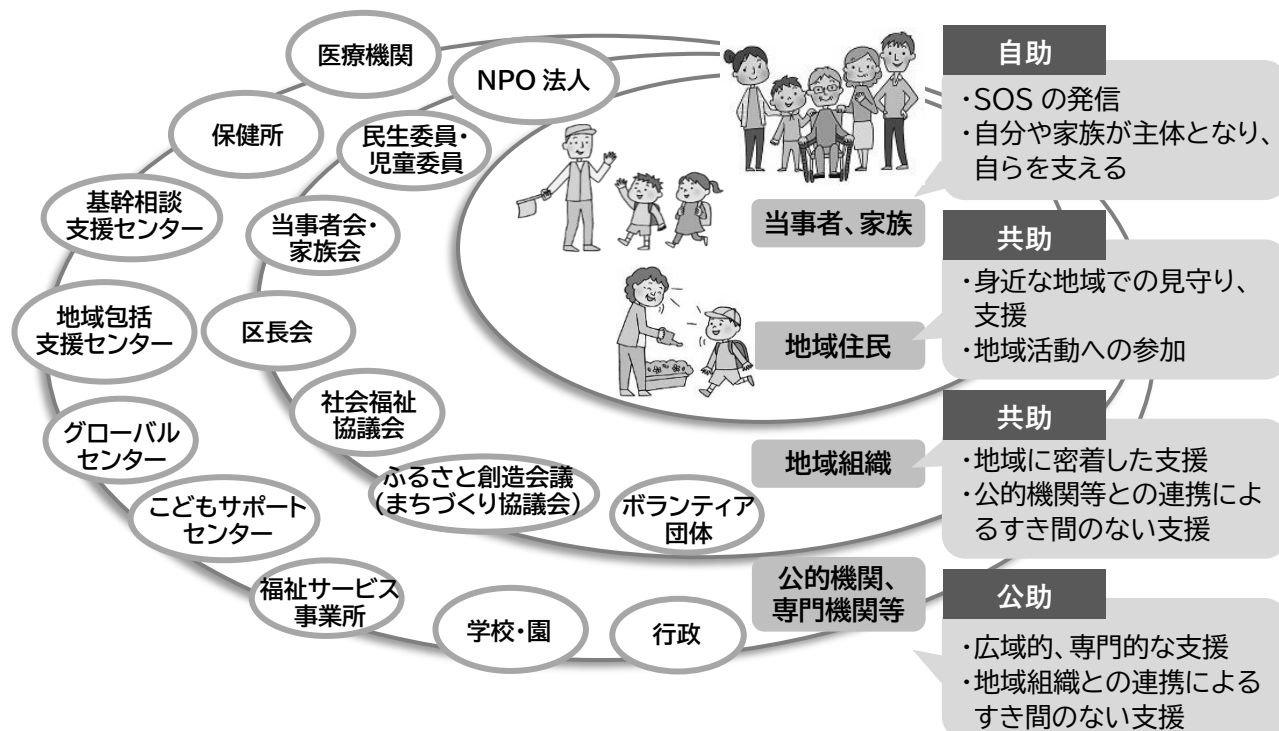 医療機関
NPO 法人
保健所
民生委員・
児童委員
基幹相談
支援センター
当事者会・
家族会
地域包括
支援センター
区長会
グローバル
センター
社会福祉
協議会
こどもサポート
センター
ふるさと創造会議
(まちづくり協議会)
ボランティア
団体
福祉サービス
事業所
学校・園
行政
当事者、家族
地域住民
地域組織
公的機関、
専門機関等
自助
・SOS の発信
・自分や家族が主体となり、
自らを支える
共助
・身近な地域での見守り、
支援
・地域活動への参加
共助
・地域に密着した支援
・公的機関等との連携によ
るすき間のない支援
公助
・広域的、専門的な支援
・地域組織との連携による
すき間のない支援